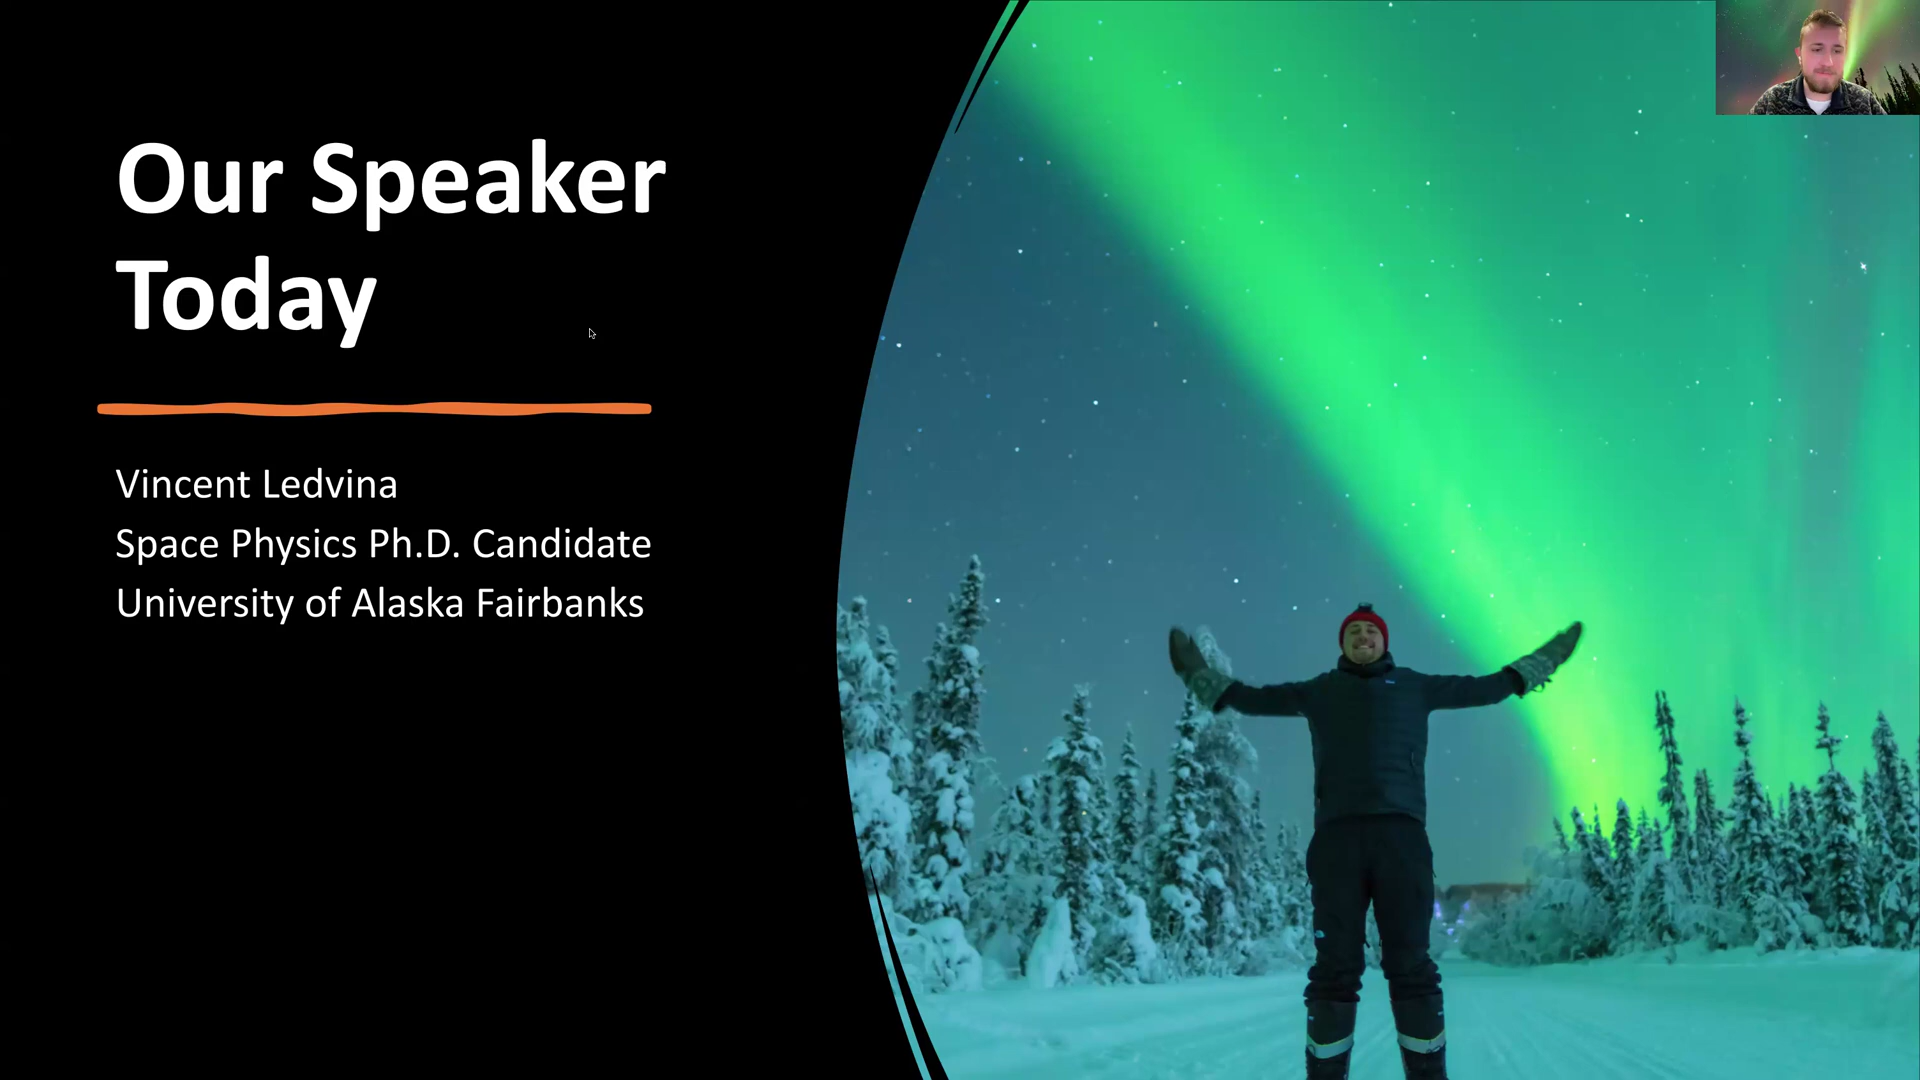 Our Speaker
Today
Vincent Ledvina
Space Physics Ph.D. Candidate
University of Alaska Fairbanks